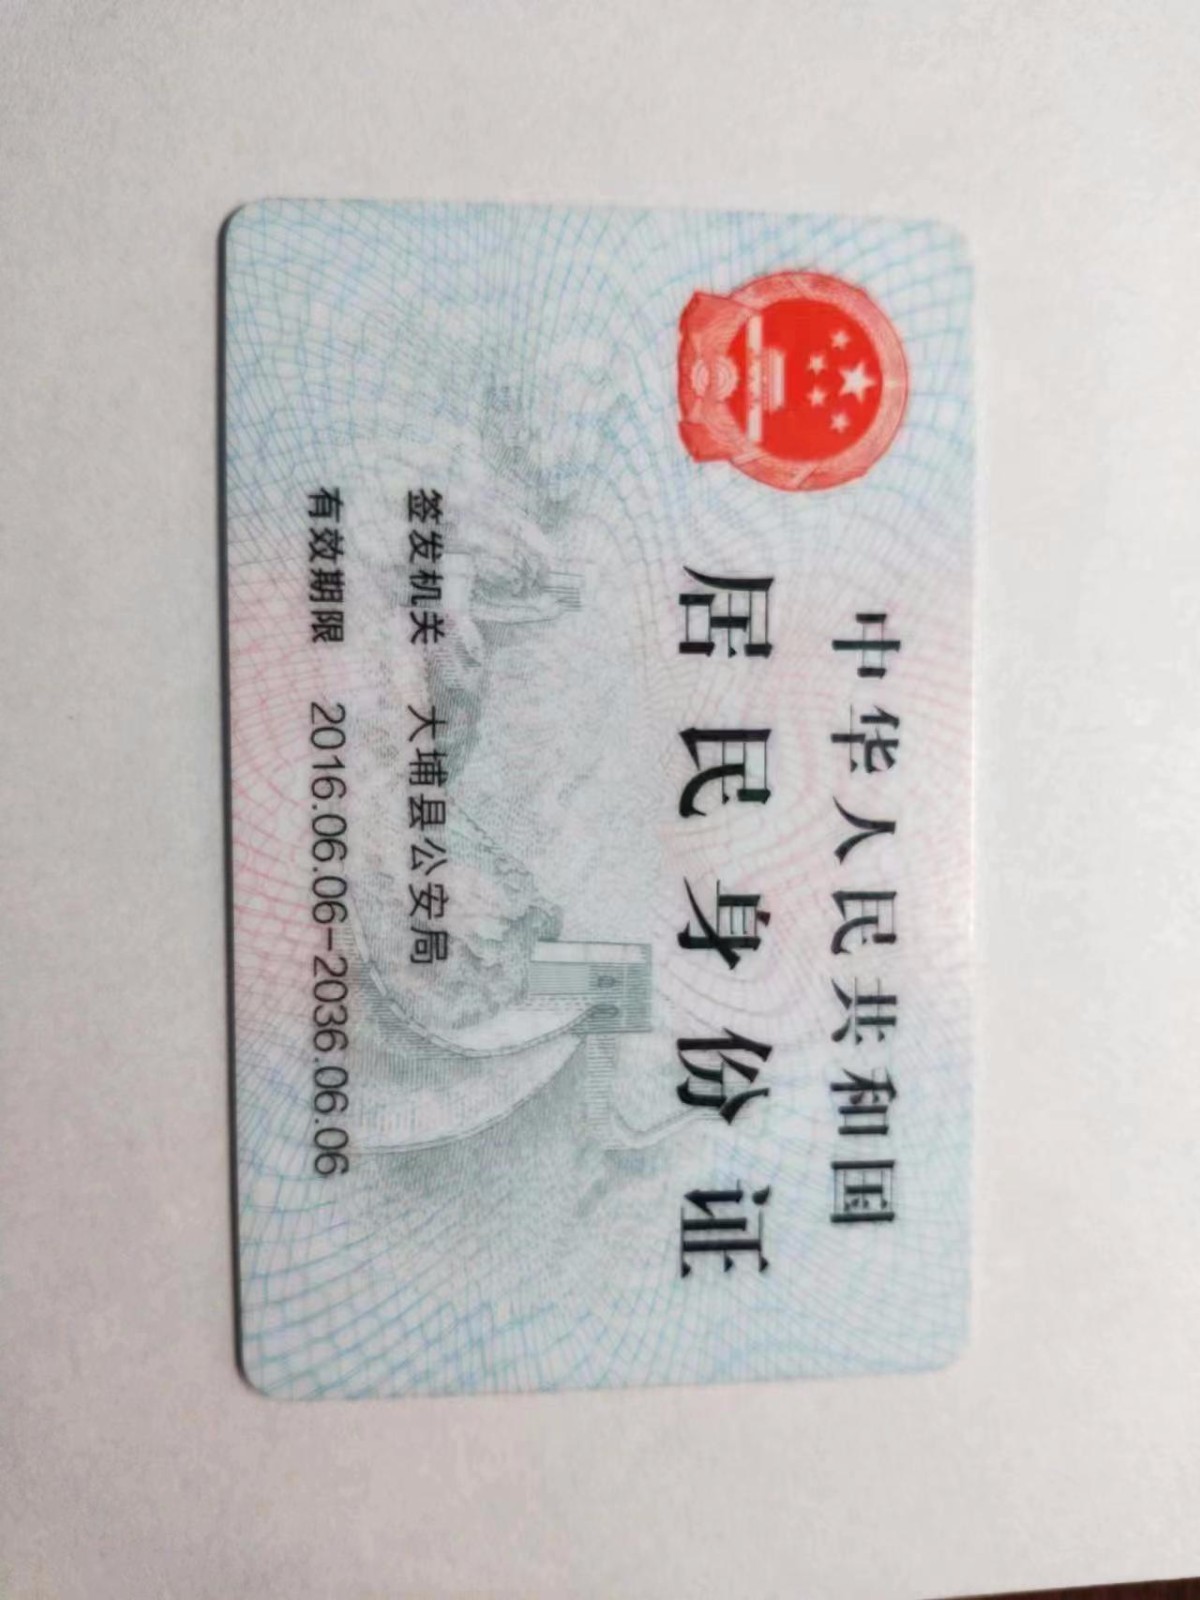 中华人民共和国
居民身份证
签发机关 大埔县公安局
有效期限 2016.06.06-2036.06.06